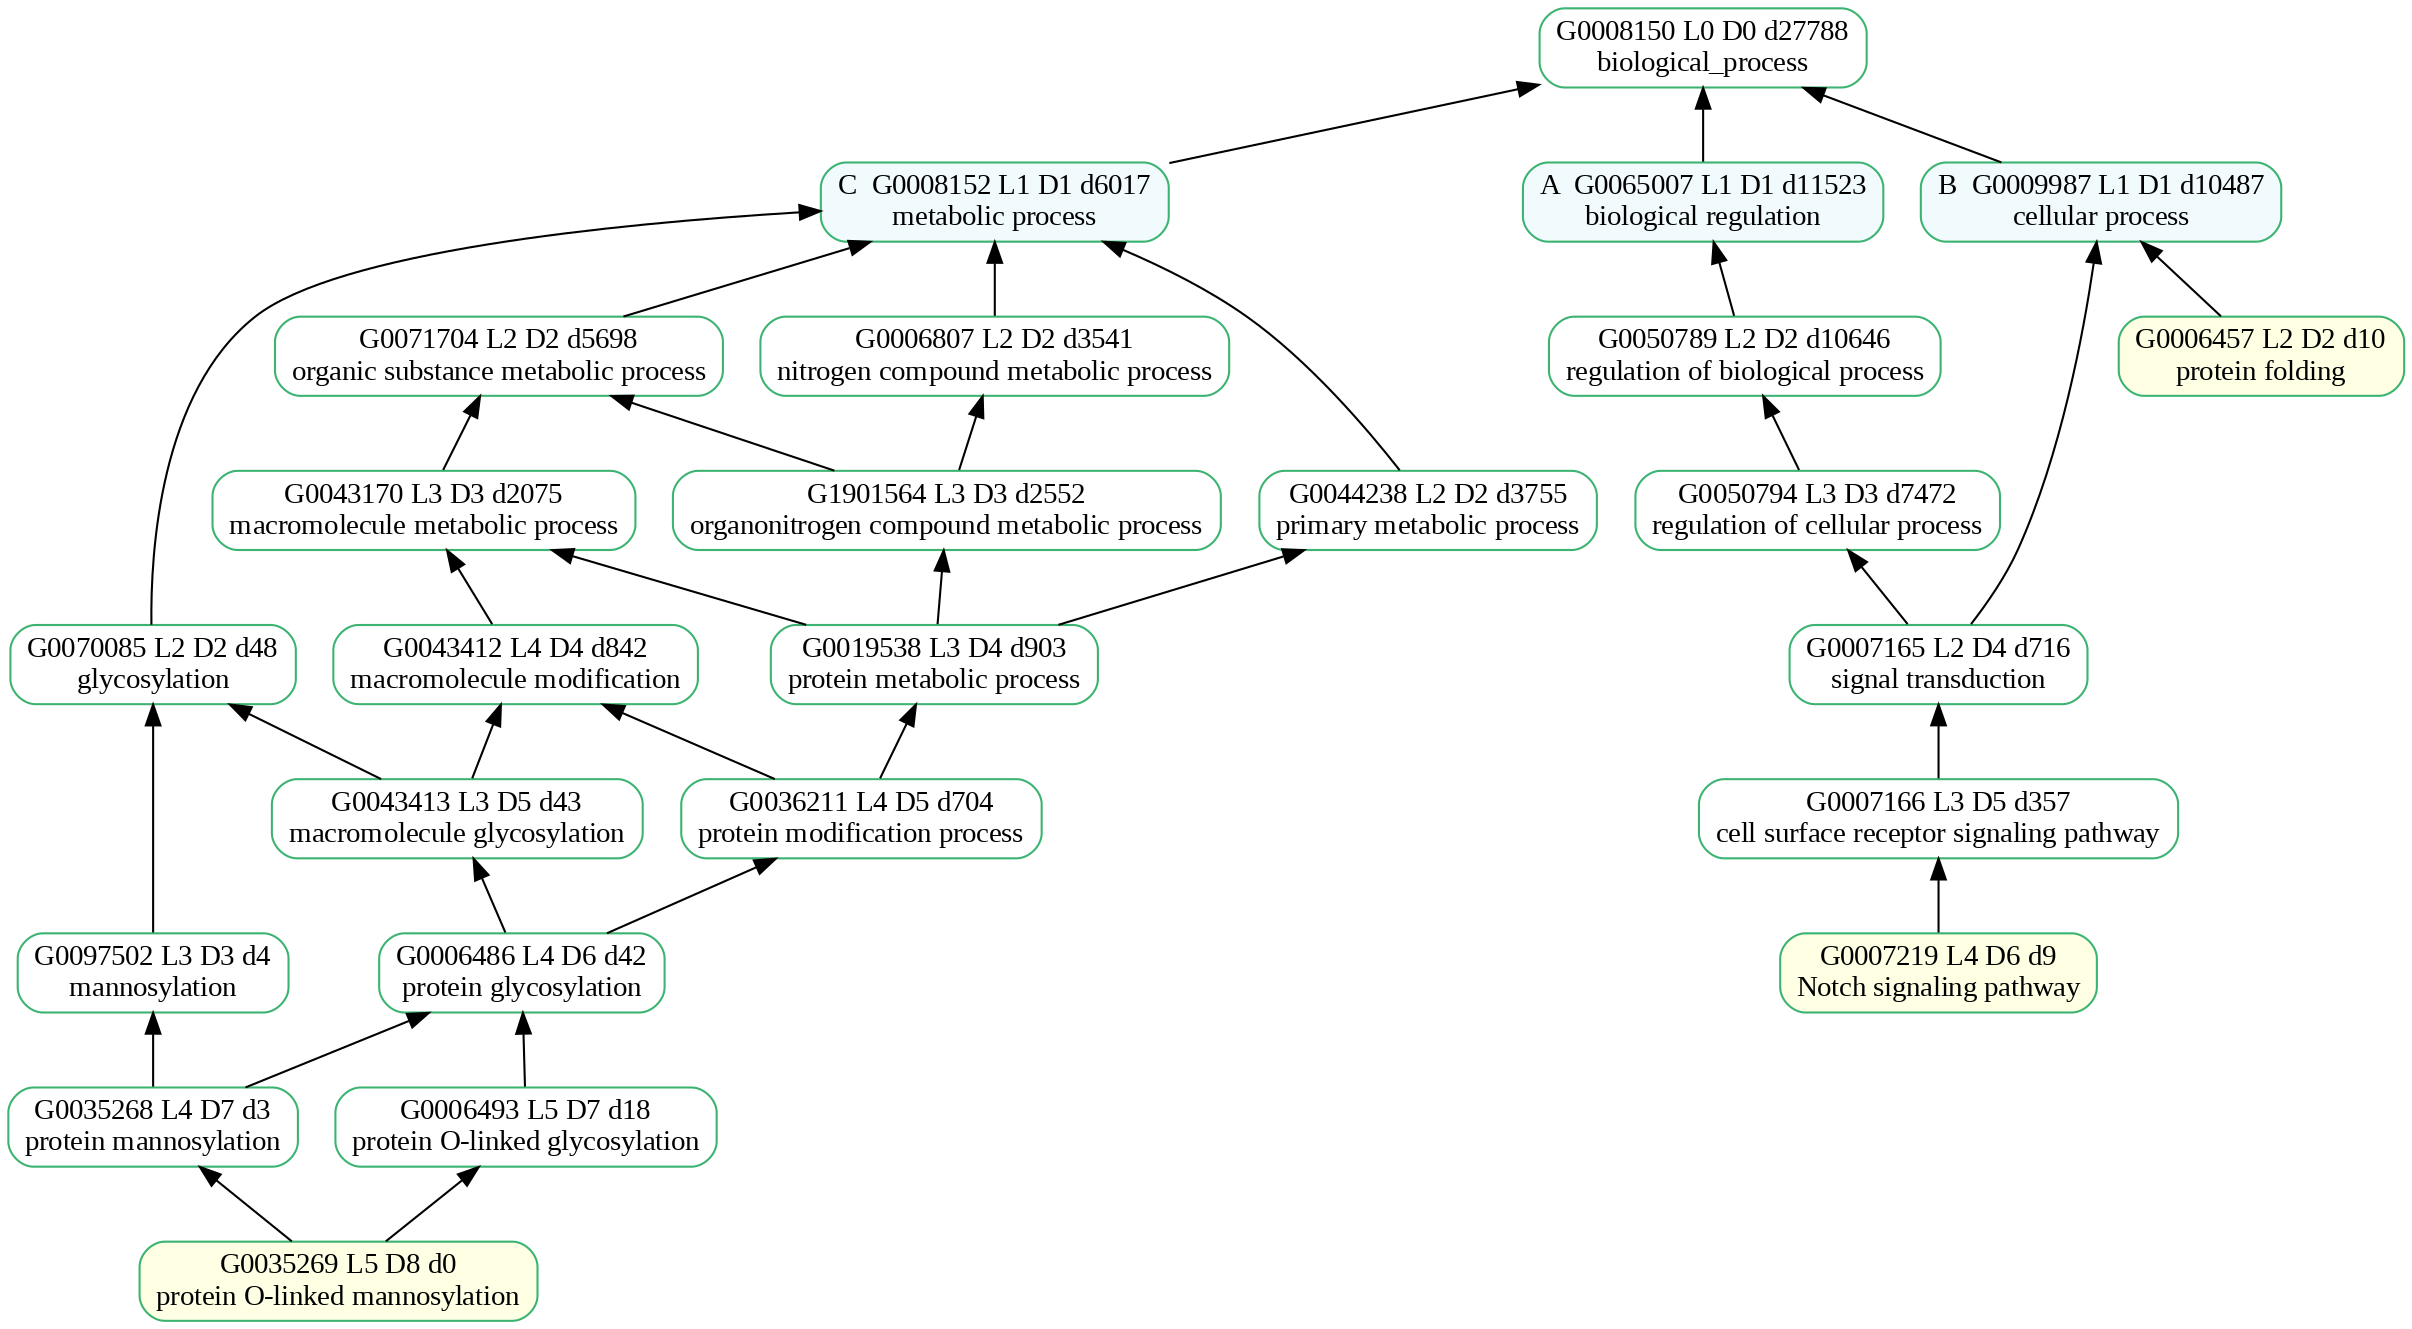 G0008150 L0 D0 d27788
biological_process
C  G0008152 L1 D1 d6017
metabolic process
A  G0065007 L1 D1 d11523
biological regulation
B  G0009987 L1 D1 d10487
cellular process
G0071704 L2 D2 d5698
organic substance metabolic process
G0006807 L2 D2 d3541
nitrogen compound metabolic process
G0050789 L2 D2 d10646
regulation of biological process
G0006457 L2 D2 d10
protein folding
G0043170 L3 D3 d2075
macromolecule metabolic process
G1901564 L3 D3 d2552
organonitrogen compound metabolic process
G0044238 L2 D2 d3755
primary metabolic process
G0050794 L3 D3 d7472
regulation of cellular process
G0070085 L2 D2 d48
glycosylation
G0043412 L4 D4 d842
macromolecule modification
G0019538 L3 D4 d903
protein metabolic process
G0007165 L2 D4 d716
signal transduction
G0043413 L3 D5 d43
macromolecule glycosylation
G0036211 L4 D5 d704
protein modification process
G0007166 L3 D5 d357
cell surface receptor signaling pathway
G0097502 L3 D3 d4
mannosylation
G0006486 L4 D6 d42
protein glycosylation
G0007219 L4 D6 d9
Notch signaling pathway
G0035268 L4 D7 d3
protein mannosylation
G0006493 L5 D7 d18
protein O-linked glycosylation
G0035269 L5 D8 d0
protein O-linked mannosylation